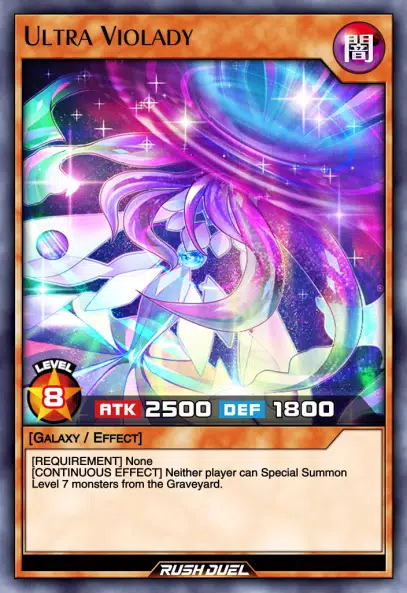 ULTRA VIOLADY
闇
LEVEL
8
ATK 2500 DEF 1800
[GALAXY / EFFECT]
[REQUIREMENT] None
[CONTINUOUS EFFECT] Neither player can Special Summon
Level 7 monsters from the Graveyard.
RUSH DUEL